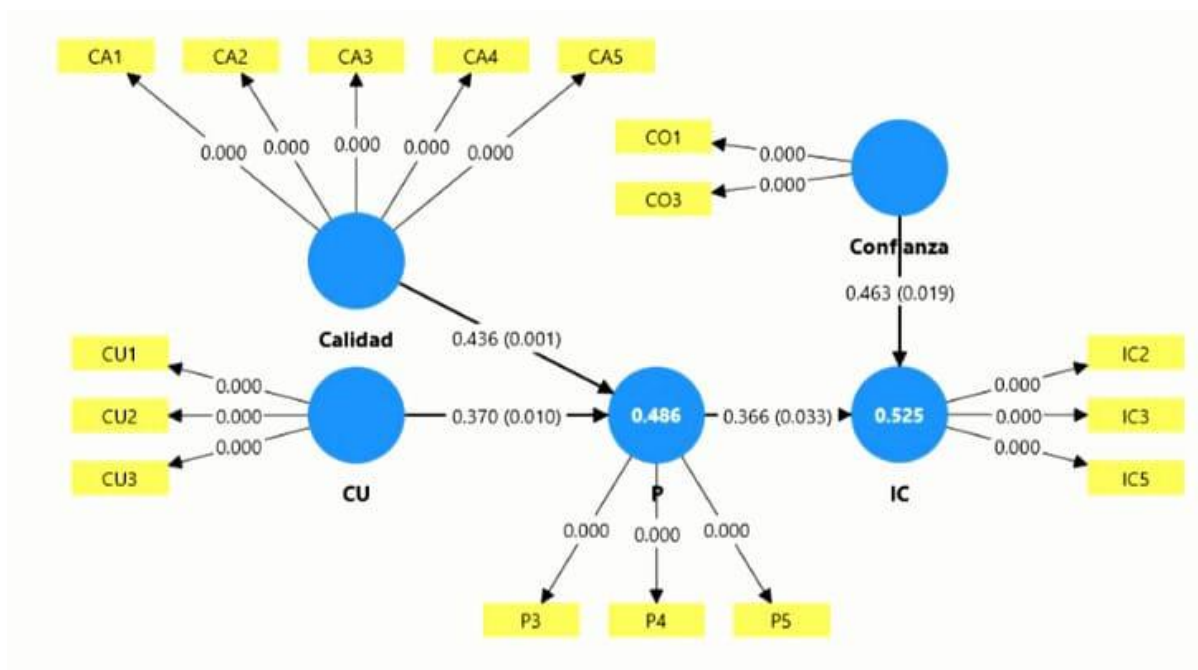 CA1 CA2 CA3 CA4 CA5
0.000 0.000 0.000 0.000 0.000
Calidad
CO1
CO3
0.000
0.000
Confianza
0.463 (0.019)
0.436 (0.001)
CU1
CU2
CU3
0.000
0.000
0.000
CU
0.370 (0.010)
0.486
P
0.366 (0.033)
0.525
IC
0.000
0.000
0.000
IC2
IC3
IC5
0.000 0.000 0.000
P3 P4 P5